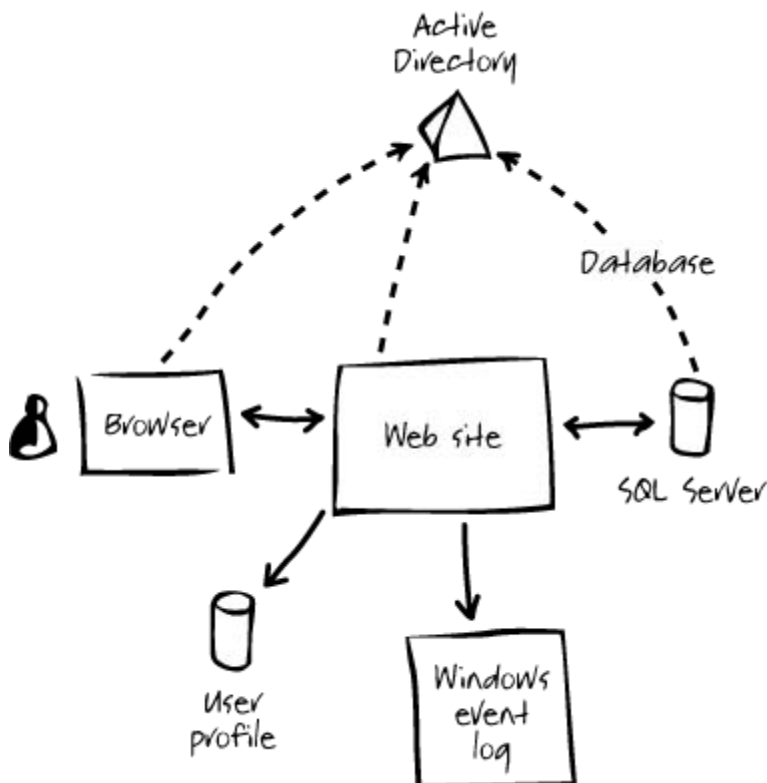 Active
Directory
Database
Browser
Web site
SQL Server
User
profile
Windows
event
log